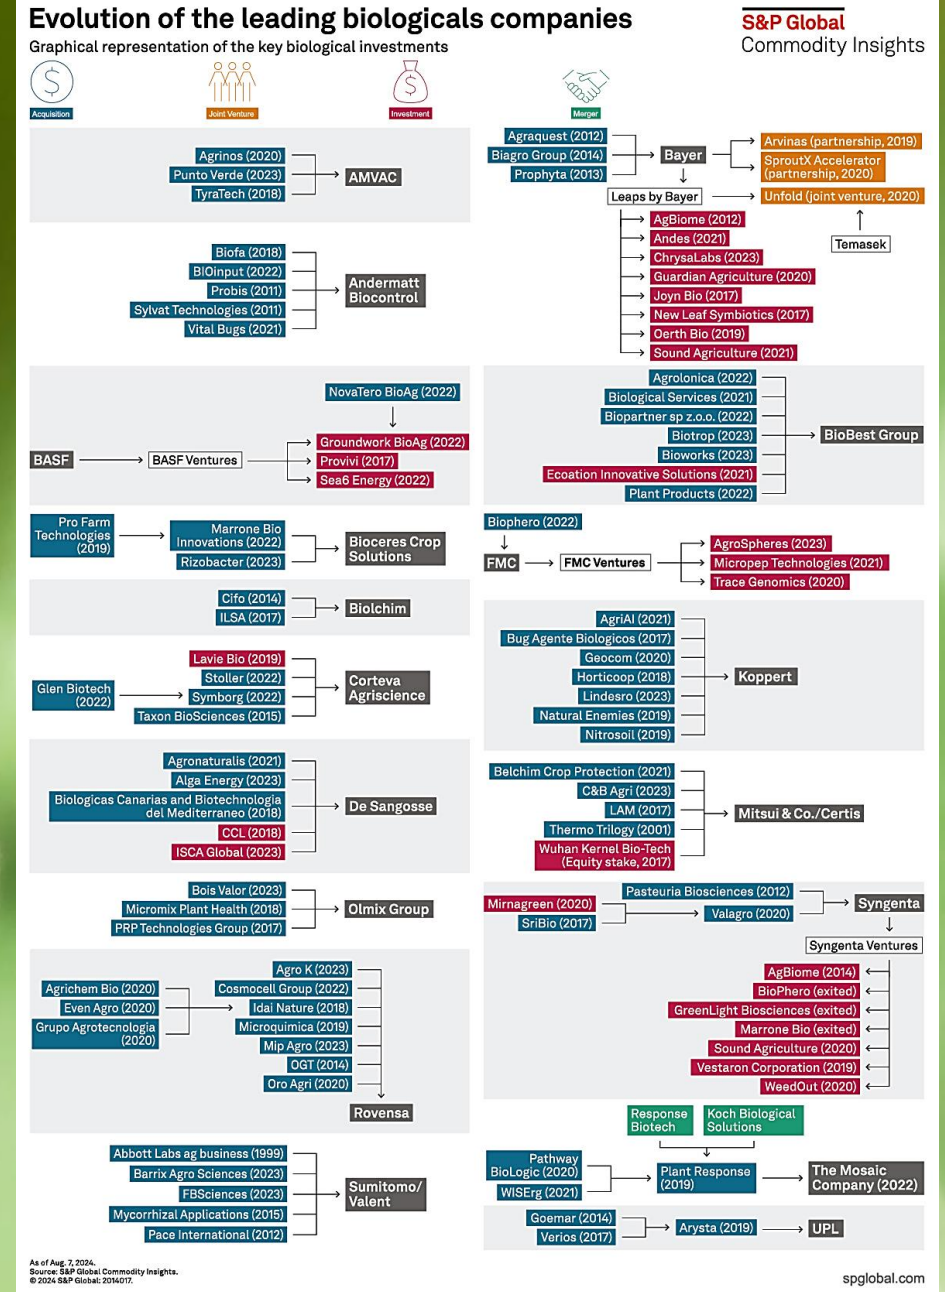 Evolution of the leading biologicals companies
Graphical representation of the key biological investments
S&P Global
Commodity Insights
Acquisition
Joint Venture
Investment
Merger
Agrinos (2020)
Punto Verde (2023)
TyraTech (2018)
AMVAC
Biofa (2018)
BIOinput (2022)
Probis (2011)
Sylvat Technologies (2011)
Vital Bugs (2021)
Andermatt
Biocontrol
NovaTero BioAg (2022)
BASF
BASF Ventures
Groundwork BioAg (2022)
Provivi (2017)
Sea6 Energy (2022)
Pro Farm
Technologies
(2019)
Marrone Bio
Innovations (2022)
Rizobacter (2023)
Bioceres Crop
Solutions
Cifo (2014)
ILSA (2017)
Biolchim
Glen Biotech
(2022)
Lavie Bio (2019)
Stoller (2022)
Symborg (2022)
Taxon BioSciences (2015)
Corteva
Agriscience
Agronaturalis (2021)
Alga Energy (2023)
Biologicas Canarias and Biotechnologia
del Mediterraneo (2018)
CCL (2018)
ISCA Global (2023)
De Sangosse
Bois Valor (2023)
Micromix Plant Health (2018)
PRP Technologies Group (2017)
Olmix Group
Agrichem Bio (2020)
Even Agro (2020)
Grupo Agrotecnologia
(2020)
Agro K (2023)
Cosmocell Group (2022)
Idai Nature (2018)
Microquimica (2019)
Mip Agro (2023)
OGT (2014)
Oro Agri (2020)
Rovensa
Abbott Labs ag business (1999)
Barrix Agro Sciences (2023)
FBSciences (2023)
Mycorrhizal Applications (2015)
Pace International (2012)
Sumitomo/
Valent
Agraquest (2012)
Biagro Group (2014)
Prophyta (2013)
Bayer
Arvinas (partnership, 2019)
SproutX Accelerator
(partnership, 2020)
Leaps by Bayer
Unfold (joint venture, 2020)
Temasek
AgBiome (2012)
Andes (2021)
ChrysaLabs (2023)
Guardian Agriculture (2020)
Joyn Bio (2017)
New Leaf Symbiotics (2017)
Oerth Bio (2019)
Sound Agriculture (2021)
Agrolonica (2022)
Biological Services (2021)
Biopartner sp z.o.o. (2022)
Biotrop (2023)
Bioworks (2023)
Ecoation Innovative Solutions (2021)
Plant Products (2022)
BioBest Group
Biophero (2022)
FMC
FMC Ventures
AgroSpheres (2023)
Micropep Technologies (2021)
Trace Genomics (2020)
AgriAI (2021)
Bug Agente Biologicos (2017)
Geocom (2020)
Horticoop (2018)
Lindesro (2023)
Natural Enemies (2019)
Nitrosoil (2019)
Koppert
Belchim Crop Protection (2021)
C&B Agri (2023)
LAM (2017)
Thermo Trilogy (2001)
Wuhan Kernel Bio-Tech
(Equity stake, 2017)
Mitsui & Co./Certis
Mirnagreen (2020)
SriBio (2017)
Pasteuria Biosciences (2012)
Valagro (2020)
Syngenta
Syngenta Ventures
AgBiome (2014)
BioPhero (exited)
GreenLight Biosciences (exited)
Marrone Bio (exited)
Sound Agriculture (2020)
Vestaron Corporation (2019)
WeedOut (2020)
Response
Biotech
Koch Biological
Solutions
Pathway
BioLogic (2020)
WISErg (2021)
Plant Response
(2019)
The Mosaic
Company (2022)
Goemar (2014)
Verios (2017)
Arysta (2019)
UPL
As of Aug. 7, 2024.
Source: S&P Global Commodity Insights.
© 2024 S&P Global: 2014017.
spglobal.com